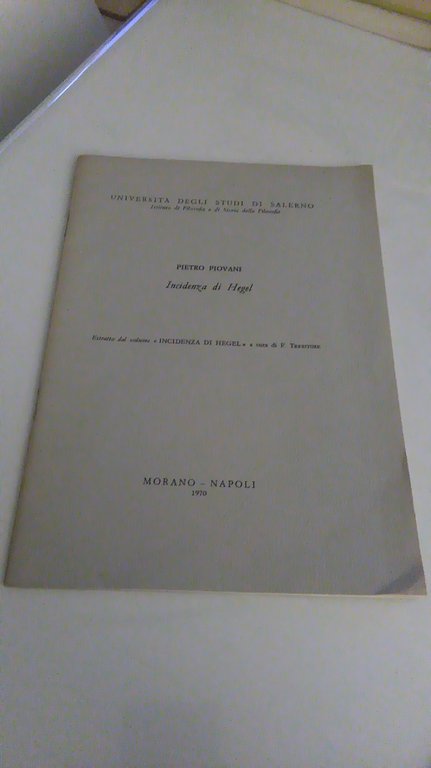 UNIVERSITÀ DEGLI STUDI DI SALERNO
Istituto di Filosofia e di Storia della Filosofia
PIETRO PIOVANI
Incidenza di Hegel
Estratto dal volume « INCIDENZA DI HEGEL » a cura di F. TESSITORE
MORANO - NAPOLI
1970